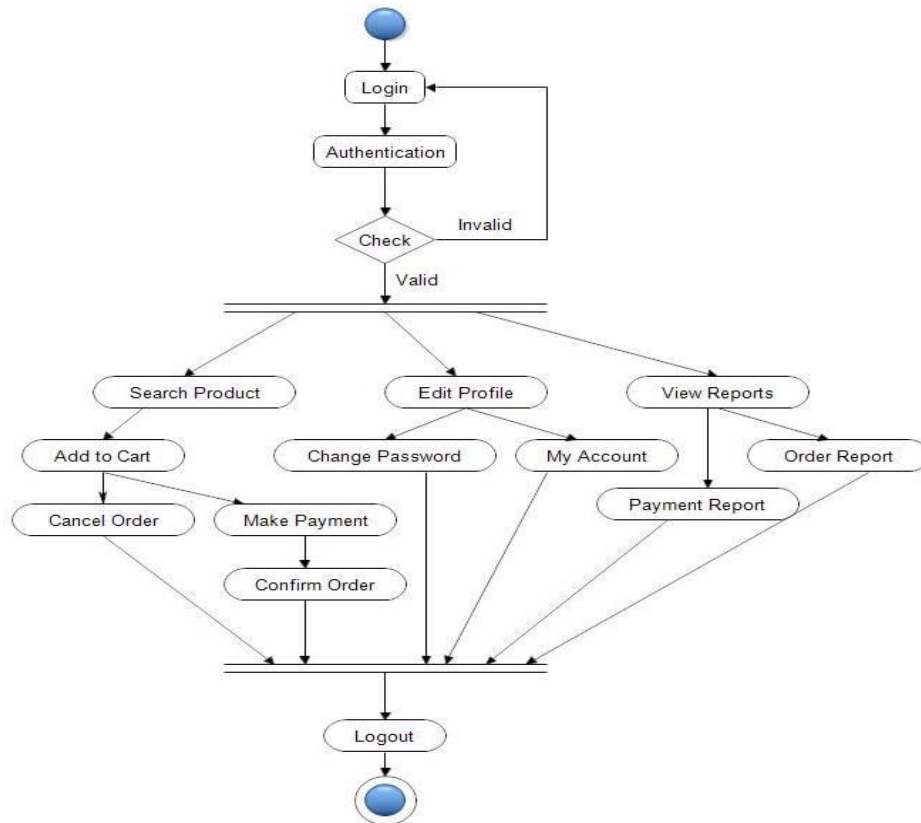 Login
Authentication
Invalid
Check
Valid
Search Product
Edit Profile
View Reports
Add to Cart
Change Password
My Account
Order Report
Cancel Order
Make Payment
Payment Report
Confirm Order
Logout